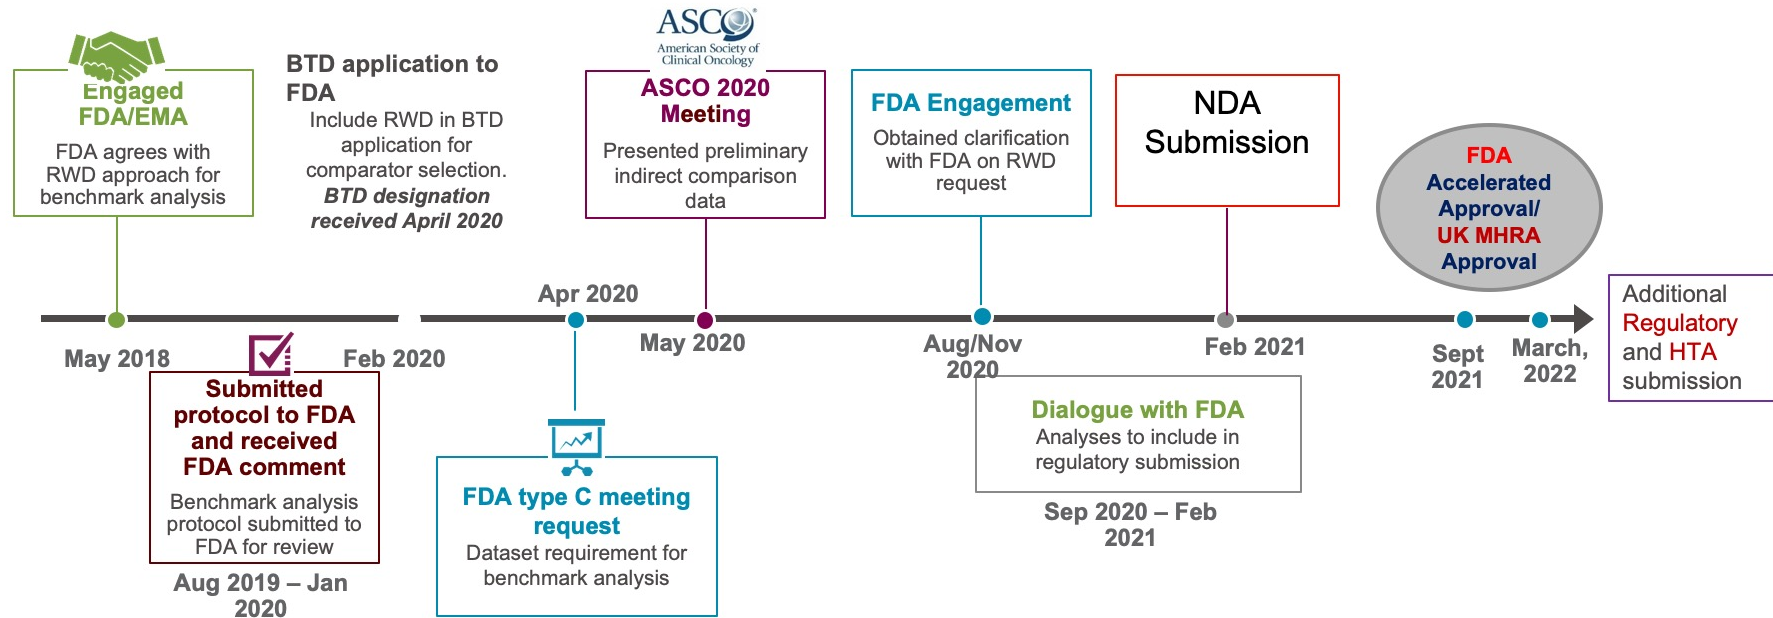 Engaged
FDA/EMA
FDA agrees with
RWD approach for
benchmark analysis
BTD application to
FDA
Include RWD in BTD
application for
comparator selection.
BTD designation
received April 2020
ASCO
American Society of
Clinical Oncology
ASCO 2020
Meeting
Presented preliminary
indirect comparison
data
FDA Engagement
Obtained clarification
with FDA on RWD
request
NDA
Submission
FDA
Accelerated
Approval/
UK MHRA
Approval
May 2018
Feb 2020
Apr 2020
May 2020
Aug/Nov
2020
Feb 2021
Sept
2021
March,
2022
Additional
Regulatory
and HTA
submission
Submitted
protocol to FDA
and received
FDA comment
Benchmark analysis
protocol submitted to
FDA for review
Aug 2019 – Jan
2020
FDA type C meeting
request
Dataset requirement for
benchmark analysis
Dialogue with FDA
Analyses to include in
regulatory submission
Sep 2020 – Feb
2021